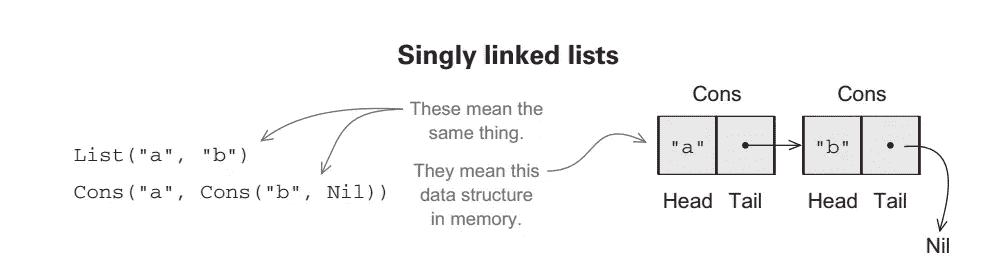 Singly linked lists
These mean the
same thing.
List("a", "b")
Cons("a", Cons("b", Nil))
They mean this
data structure
in memory.
Cons Cons
"a" "b"
Head Tail Head Tail
Nil